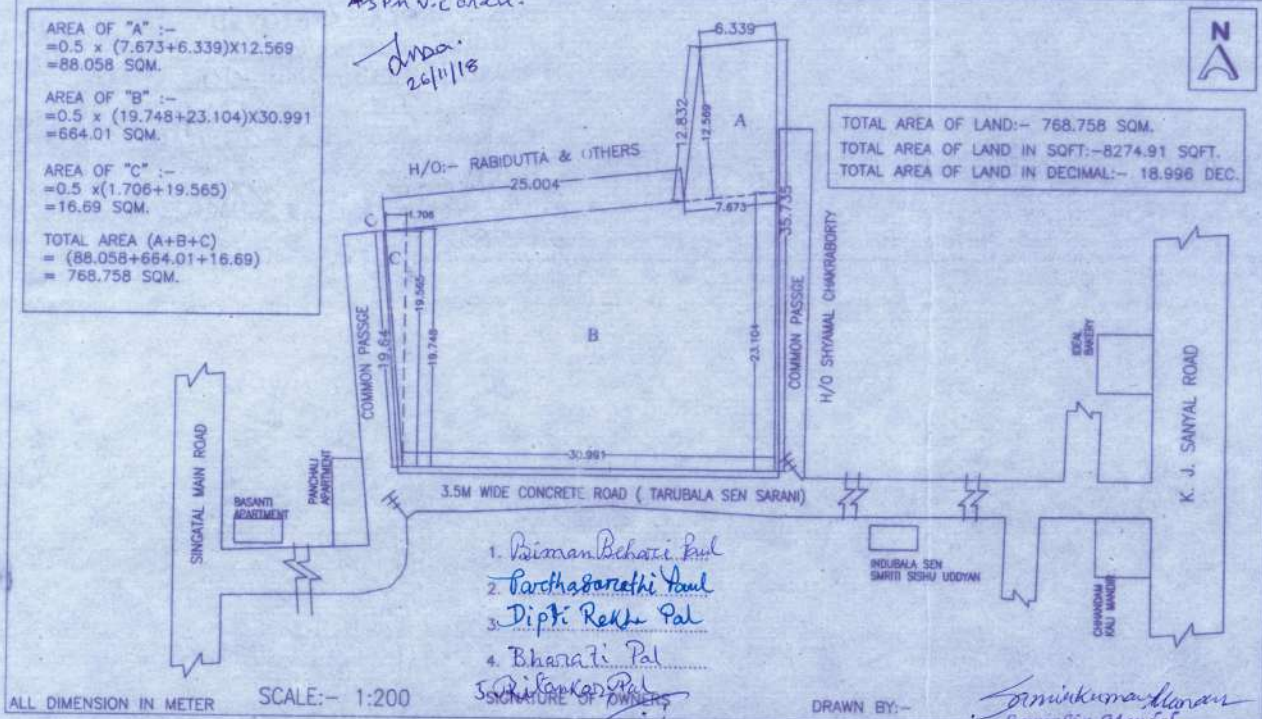 AREA OF "A" :-
=0.5 x (7.673+6.339)X12.569
=88.058 SQM.
AREA OF "B" :-
=0.5 x (19.748+23.104)X30.991
=664.01 SQM.
AREA OF "C" :-
=0.5 x(1.706+19.565)
=16.69 SQM.
TOTAL AREA (A+B+C)
= (88.058+664.01+16.69)
= 768.758 SQM.
26/11/18
N
TOTAL AREA OF LAND:- 768.758 SQM.
TOTAL AREA OF LAND IN SQFT:-8274.91 SQFT.
TOTAL AREA OF LAND IN DECIMAL:- 18.996 DEC.
6.339
12.832
12.569
A
H/O:- RABIDUTTA & OTHERS
25.004
7.673
35.735
C
1.706
C
19.565
19.748
19.64
B
23.104
30.991
COMMON PASSGE
COMMON PASSGE
H/O SHYAMAL CHAKRABORTY
SINGATAL MAIN ROAD
BASANTI
APARTMENT
PANCHALI
APARTMENT
3.5M WIDE CONCRETE ROAD ( TARUBALA SEN SARANI)
IDEAL
BAKERY
K. J. SANYAL ROAD
INDUBALA SEN
SMRITI SISHU UDDYAN
CHHANDAM
KALI MANDIR
1. Biman Behari Paul
2. Parthasarathi Paul
3. Dipti Rekha Pal
4. Bharati Pal
5. Pal
SIGNATURE OF OWNERS
ALL DIMENSION IN METER
SCALE:- 1:200
DRAWN BY:-